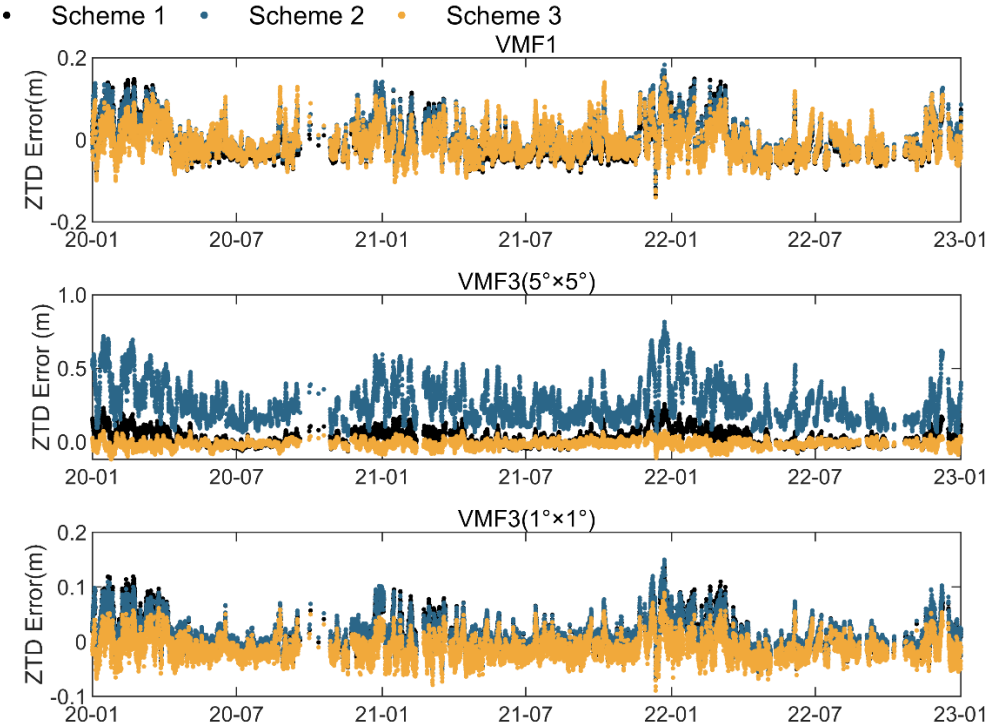 Scheme 1 Scheme 2 Scheme 3
VMF1
ZTD Error(m)
0.2
0
-0.2
20-01 20-07 21-01 21-07 22-01 22-07 23-01
VMF3(5°×5°)
ZTD Error (m)
1.0
0.5
0.0
20-01 20-07 21-01 21-07 22-01 22-07 23-01
VMF3(1°×1°)
ZTD Error(m)
0.2
0.1
0
-0.1
20-01 20-07 21-01 21-07 22-01 22-07 23-01